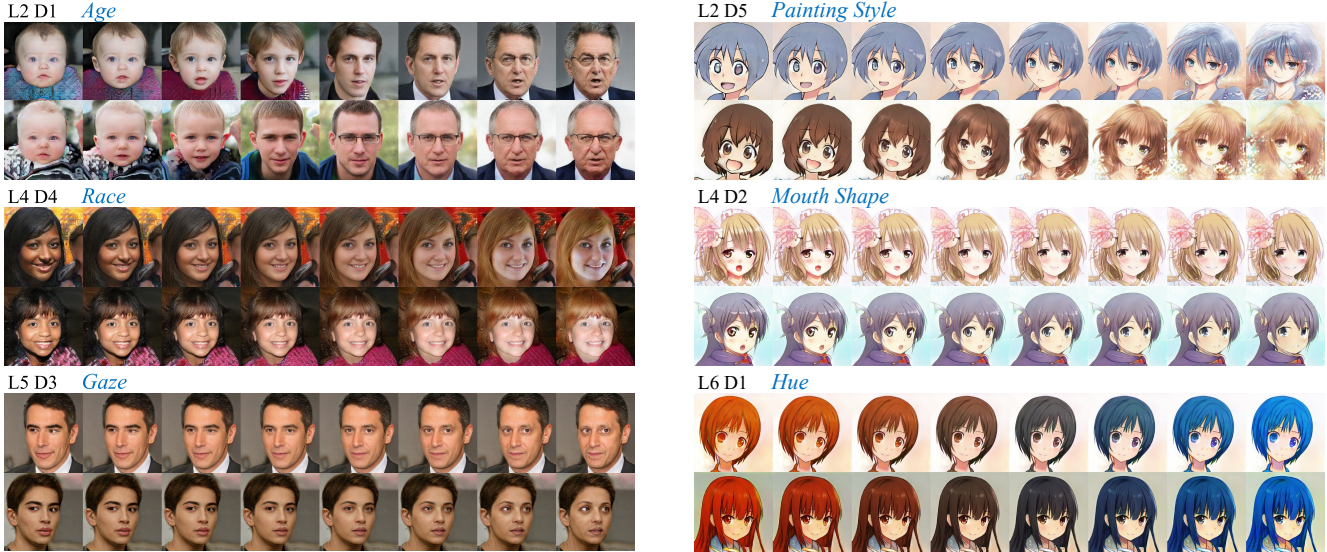 L2 D1 Age
L2 D5 Painting Style
L4 D4 Race
L4 D2 Mouth Shape
L5 D3 Gaze
L6 D1 Hue